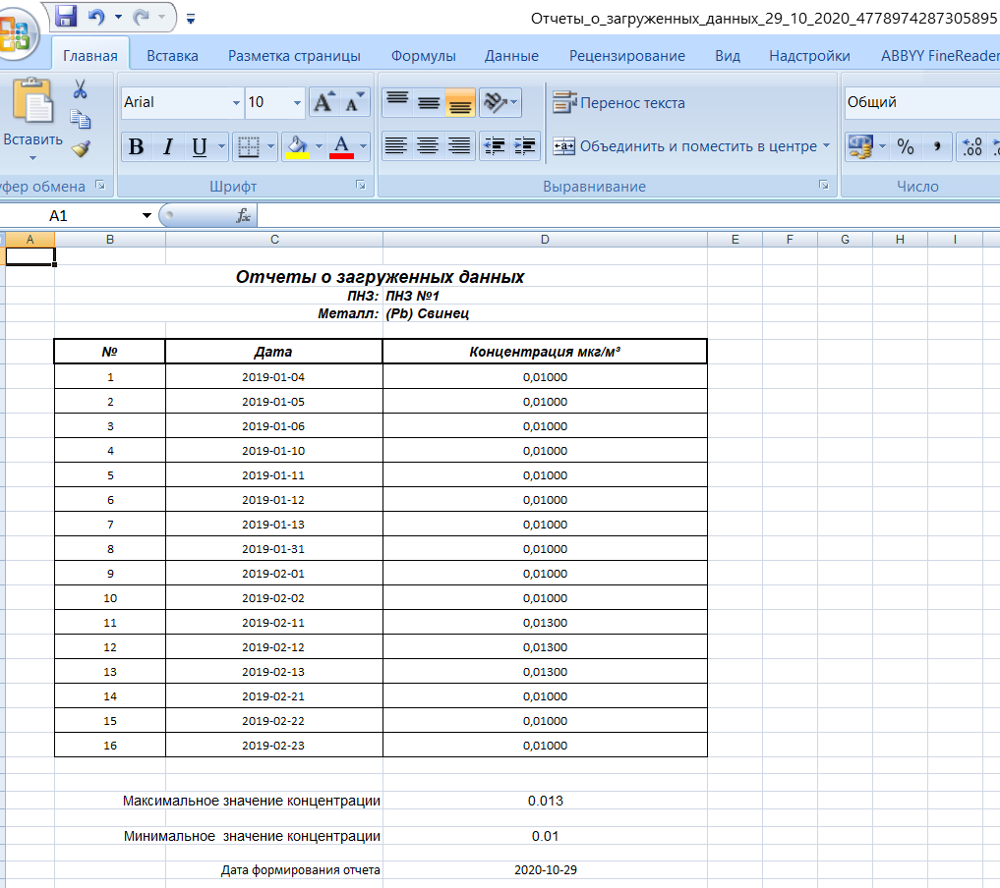 Отчеты_о_загруженных_данных_29_10_2020_4778974287305895
Главная Вставка Разметка страницы Формулы Данные Рецензирование Вид Надстройки ABBYY FineReader
Arial 10 A A Перенос текста Общий
Вставить
B I U A Объединить и поместить в центре % ,00
фер обмена Шрифт Выравнивание Число
A1 fx
A B C D E F G H I
Отчеты о загруженных данных
ПНЗ: ПНЗ №1
Металл: (Pb) Свинец
№ Дата Концентрация мкг/м³
1 2019-01-04 0,01000
2 2019-01-05 0,01000
3 2019-01-06 0,01000
4 2019-01-10 0,01000
5 2019-01-11 0,01000
6 2019-01-12 0,01000
7 2019-01-13 0,01000
8 2019-01-31 0,01000
9 2019-02-01 0,01000
10 2019-02-02 0,01000
11 2019-02-11 0,01300
12 2019-02-12 0,01300
13 2019-02-13 0,01300
14 2019-02-21 0,01000
15 2019-02-22 0,01000
16 2019-02-23 0,01000
Максимальное значение концентрации 0.013
Минимальное значение концентрации 0.01
Дата формирования отчета 2020-10-29